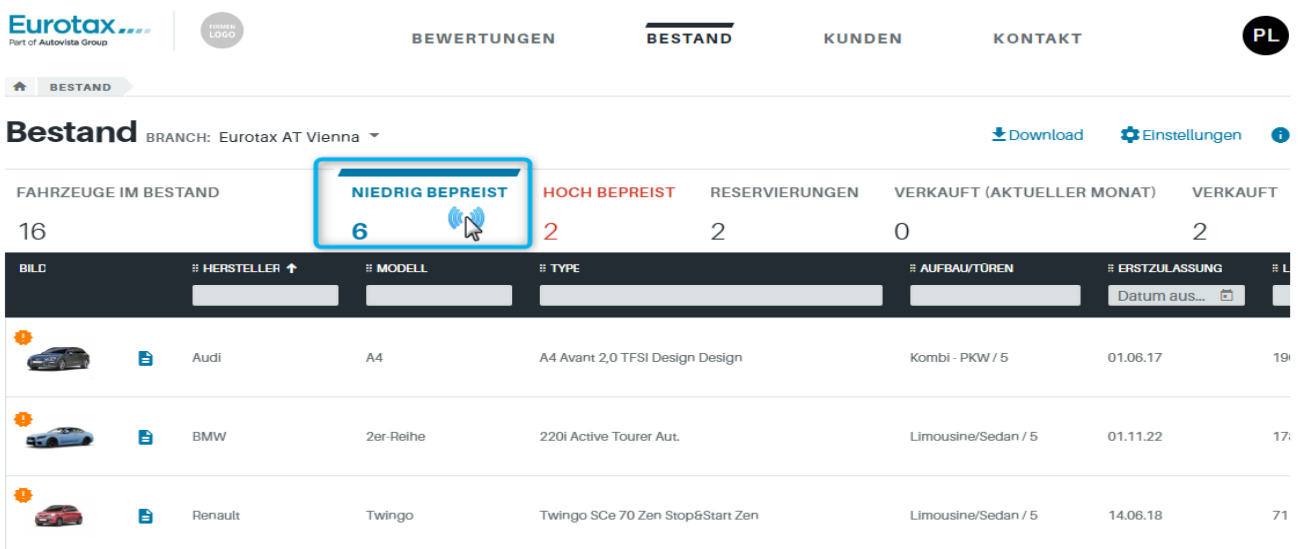 Eurotax....
Part of Autovista Group
FIRMEN
LOGO
BEWERTUNGEN BESTAND KUNDEN KONTAKT PL
BESTAND
Bestand BRANCH: Eurotax AT Vienna Download Einstellungen
FAHRZEUGE IM BESTAND NIEDRIG BEPREIST HOCH BEPREIST RESERVIERUNGEN VERKAUFT (AKTUELLER MONAT) VERKAUFT
16 6 2 2 0 2
BILD HERSTELLER MODELL TYPE AUFBAU/TÜREN ERSTZULASSUNG L
Datum aus...
Audi A4 A4 Avant 2,0 TFSI Design Design Kombi - PKW / 5 01.06.17 190
BMW 2er-Reihe 220i Active Tourer Aut. Limousine/Sedan / 5 01.11.22 178
Renault Twingo Twingo SCe 70 Zen Stop&Start Zen Limousine/Sedan / 5 14.06.18 71